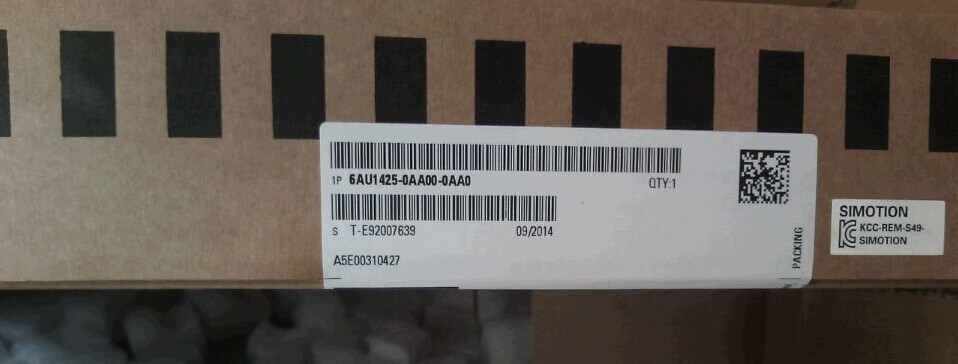 1P 6AU1425-0AA00-0AA0 QTY:1
S T-E92007639 09/2014
A5E00310427
PACKING
SIMOTION
KCC-REM-S49-
SIMOTION